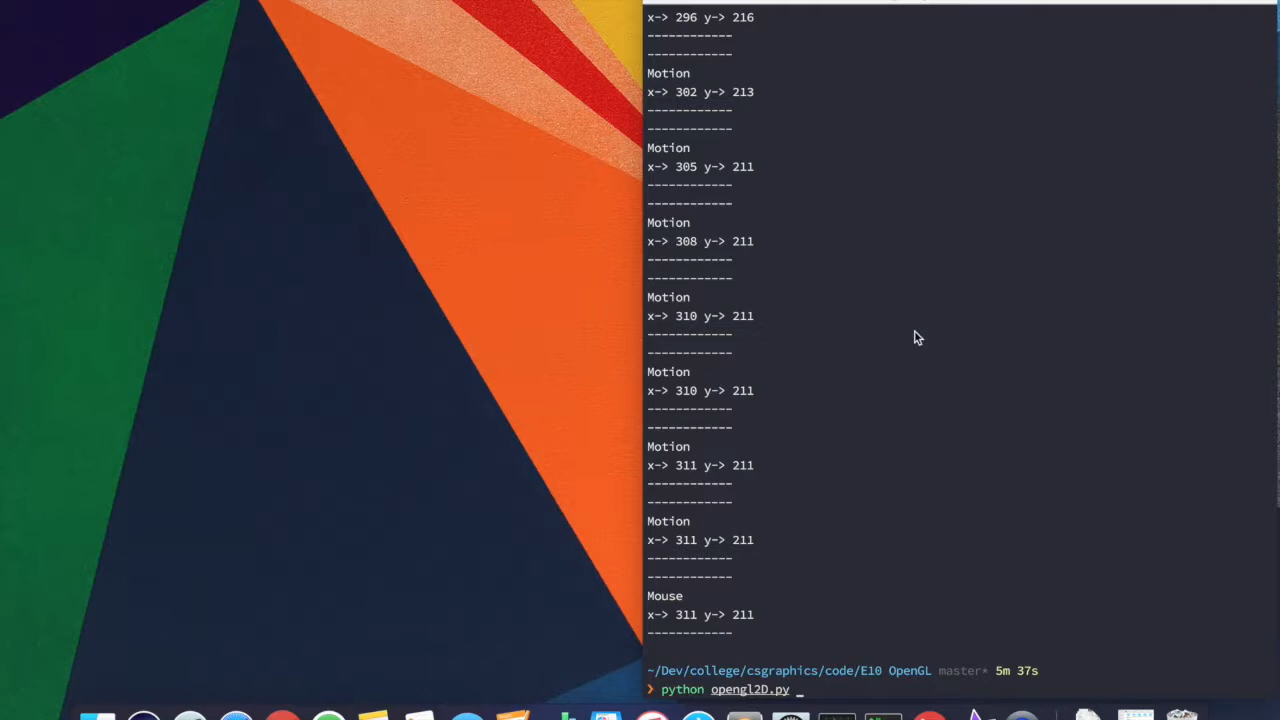 x-> 296 y-> 216
------------
------------
Motion
x-> 302 y-> 213
------------
------------
Motion
x-> 305 y-> 211
------------
------------
Motion
x-> 308 y-> 211
------------
------------
Motion
x-> 310 y-> 211
------------
------------
Motion
x-> 310 y-> 211
------------
------------
Motion
x-> 311 y-> 211
------------
------------
Motion
x-> 311 y-> 211
------------
------------
Mouse
x-> 311 y-> 211
------------
~/Dev/college/csgraphics/code/E10 OpenGL master* 5m 37s
❯ python opengl2D.py _